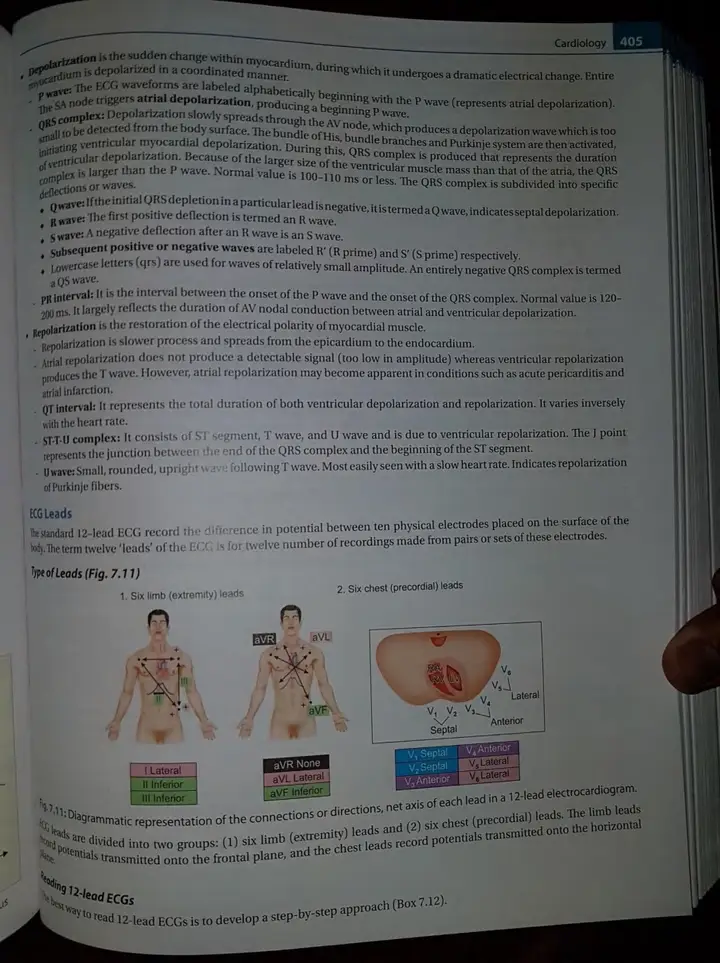 Cardiology 405
• Depolarization is the sudden change within myocardium, during which it undergoes a dramatic electrical change. Entire
myocardium is depolarized in a coordinated manner.
- P wave: The ECG waveforms are labeled alphabetically beginning with the P wave (represents atrial depolarization).
The SA node triggers atrial depolarization, producing a beginning P wave.
- QRS complex: Depolarization slowly spreads through the AV node, which produces a depolarization wave which is too
small to be detected from the body surface. The bundle of His, bundle branches and Purkinje system are then activated,
initiating ventricular myocardial depolarization. During this, QRS complex is produced that represents the duration
of ventricular depolarization. Because of the larger size of the ventricular muscle mass than that of the atria, the QRS
complex is larger than the P wave. Normal value is 100–110 ms or less. The QRS complex is subdivided into specific
deflections or waves.
• Q wave: If the initial QRS depletion in a particular lead is negative, it is termed a Q wave, indicates septal depolarization.
• R wave: The first positive deflection is termed an R wave.
• S wave: A negative deflection after an R wave is an S wave.
• Subsequent positive or negative waves are labeled R′ (R prime) and S′ (S prime) respectively.
• Lowercase letters (qrs) are used for waves of relatively small amplitude. An entirely negative QRS complex is termed
a QS wave.
- PR interval: It is the interval between the onset of the P wave and the onset of the QRS complex. Normal value is 120–
200 ms. It largely reflects the duration of AV nodal conduction between atrial and ventricular depolarization.
• Repolarization is the restoration of the electrical polarity of myocardial muscle.
- Repolarization is slower process and spreads from the epicardium to the endocardium.
- Atrial repolarization does not produce a detectable signal (too low in amplitude) whereas ventricular repolarization
produces the T wave. However, atrial repolarization may become apparent in conditions such as acute pericarditis and
atrial infarction.
- QT interval: It represents the total duration of both ventricular depolarization and repolarization. It varies inversely
with the heart rate.
- ST-T-U complex: It consists of ST segment, T wave, and U wave and is due to ventricular repolarization. The J point
represents the junction between the end of the QRS complex and the beginning of the ST segment.
- U wave: Small, rounded, upright wave following T wave. Most easily seen with a slow heart rate. Indicates repolarization
of Purkinje fibers.
ECG Leads
The standard 12-lead ECG record the difference in potential between ten physical electrodes placed on the surface of the
body. The term twelve 'leads' of the ECG is for twelve number of recordings made from pairs or sets of these electrodes.
Type of Leads (Fig. 7.11)
1. Six limb (extremity) leads
2. Six chest (precordial) leads
III
II
aVR
aVL
aVF
V6
V5
Lateral
V4
V1 V2 V3
Anterior
Septal
I Lateral
II Inferior
III Inferior
aVR None
aVL Lateral
aVF Inferior
V1 Septal V4 Anterior
V2 Septal V5 Lateral
V3 Anterior V6 Lateral
Fig. 7.11: Diagrammatic representation of the connections or directions, net axis of each lead in a 12-lead electrocardiogram.
ECG leads are divided into two groups: (1) six limb (extremity) leads and (2) six chest (precordial) leads. The limb leads
record potentials transmitted onto the frontal plane, and the chest leads record potentials transmitted onto the horizontal
plane.
Reading 12-lead ECGs
The best way to read 12-lead ECGs is to develop a step-by-step approach (Box 7.12).